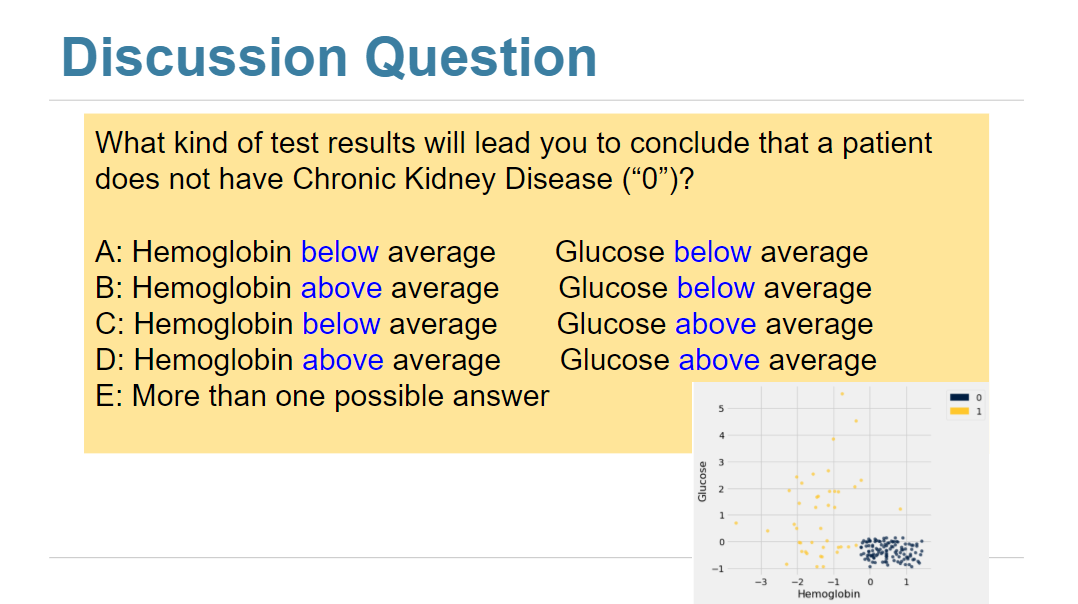 Discussion Question
What kind of test results will lead you to conclude that a patient
does not have Chronic Kidney Disease (“0”)?
A: Hemoglobin below average Glucose below average
B: Hemoglobin above average Glucose below average
C: Hemoglobin below average Glucose above average
D: Hemoglobin above average Glucose above average
E: More than one possible answer
0
1
5
4
3
2
1
0
−1
Glucose
−3 −2 −1 0 1
Hemoglobin